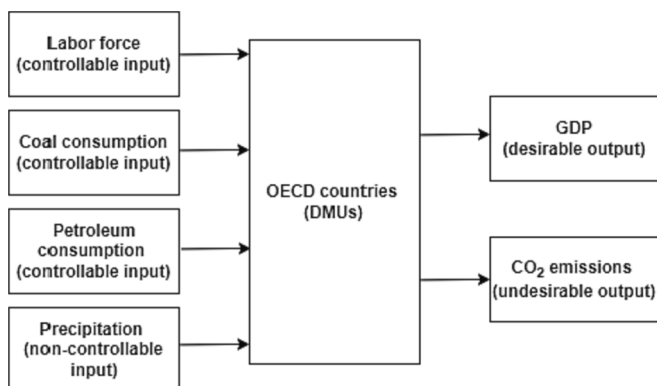 Labor force
(controllable input)
Coal consumption
(controllable input)
Petroleum
consumption
(controllable input)
Precipitation
(non-controllable
input)
OECD countries
(DMUs)
GDP
(desirable output)
CO₂ emissions
(undesirable output)